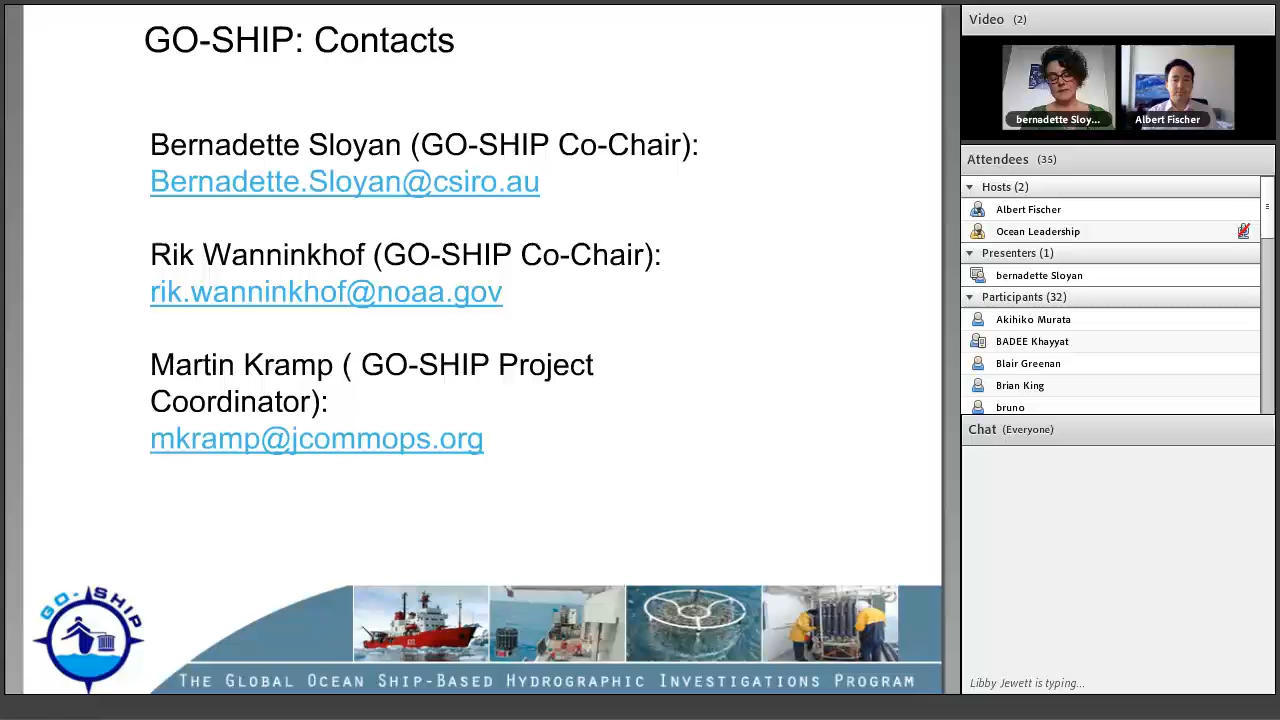 GO-SHIP: Contacts
Bernadette Sloyan (GO-SHIP Co-Chair):
Bernadette.Sloyan@csiro.au
Rik Wanninkhof (GO-SHIP Co-Chair):
rik.wanninkhof@noaa.gov
Martin Kramp ( GO-SHIP Project
Coordinator):
mkramp@jcommops.org
GO-SHIP
THE GLOBAL OCEAN SHIP-BASED HYDROGRAPHIC INVESTIGATIONS PROGRAM
Video (2)
bernadette Sloy...
Albert Fischer
Attendees (35)
Hosts (2)
Albert Fischer
Ocean Leadership
Presenters (1)
bernadette Sloyan
Participants (32)
Akihiko Murata
BADEE Khayyat
Blair Greenan
Brian King
bruno
Chat (Everyone)
Libby Jewett is typing...